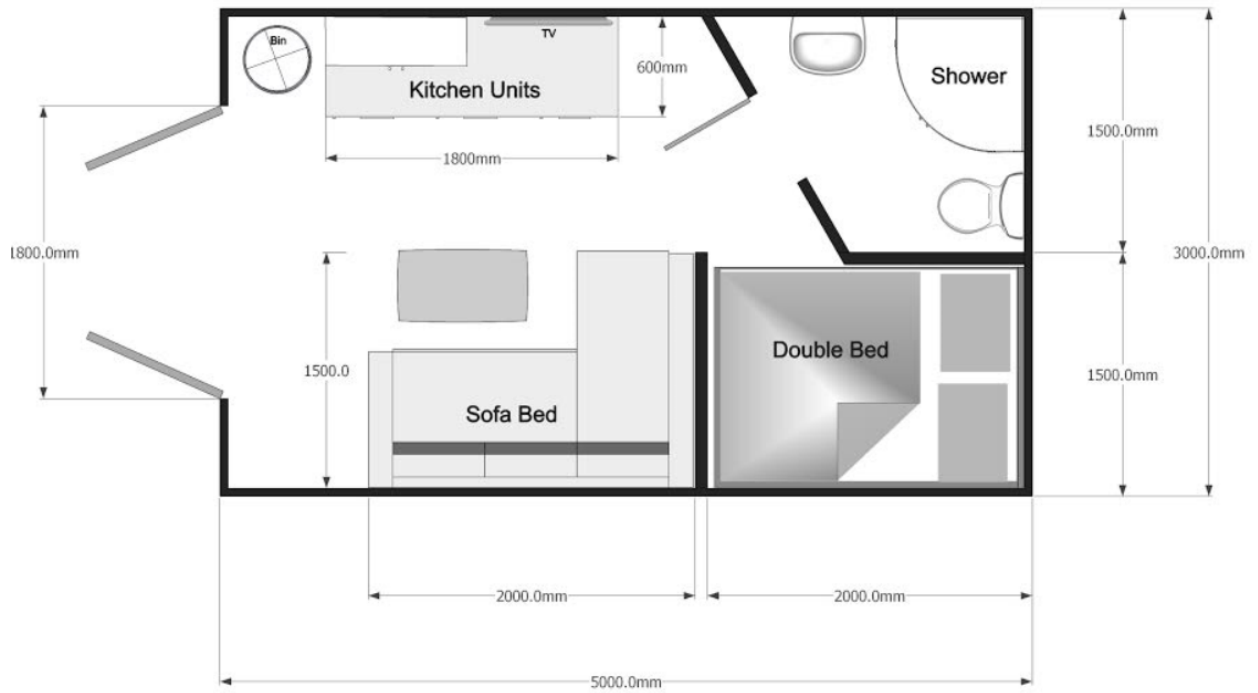 Bin
TV
Kitchen Units
600mm
Shower
1800mm
1500.0mm
1800.0mm
3000.0mm
1500.0
Double Bed
1500.0mm
Sofa Bed
2000.0mm
2000.0mm
5000.0mm